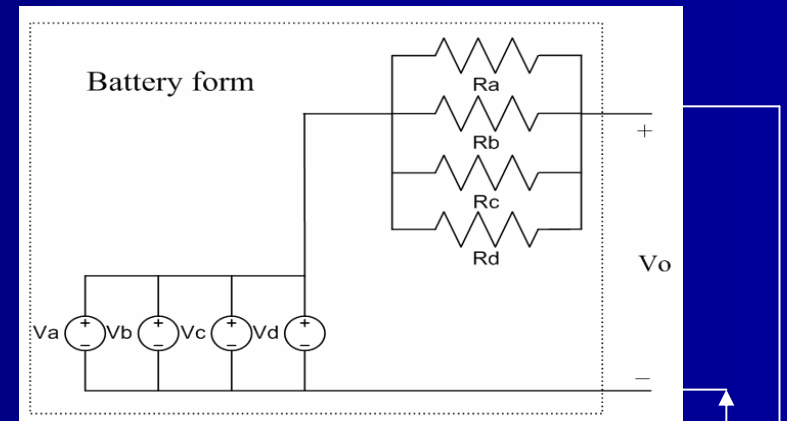 Battery form
Ra
Rb
Rc
Rd
+
Vo
−
Va + − Vb + − Vc + − Vd + −